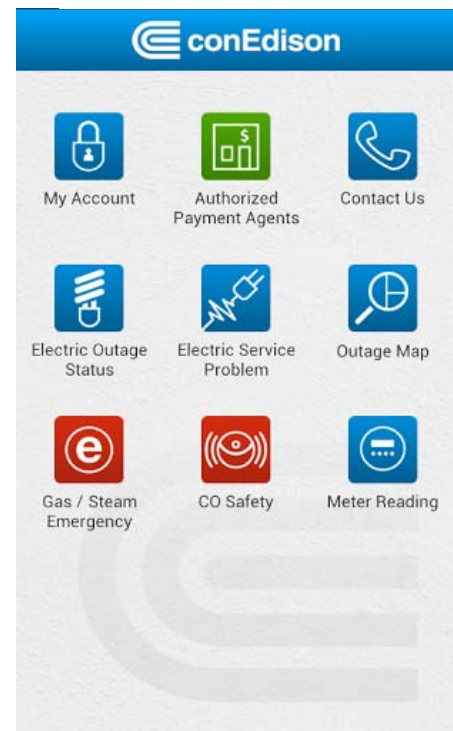 conEdison
$
My Account
Authorized
Payment Agents
Contact Us
Electric Outage
Status
Electric Service
Problem
Outage Map
e
Gas / Steam
Emergency
CO Safety
Meter Reading